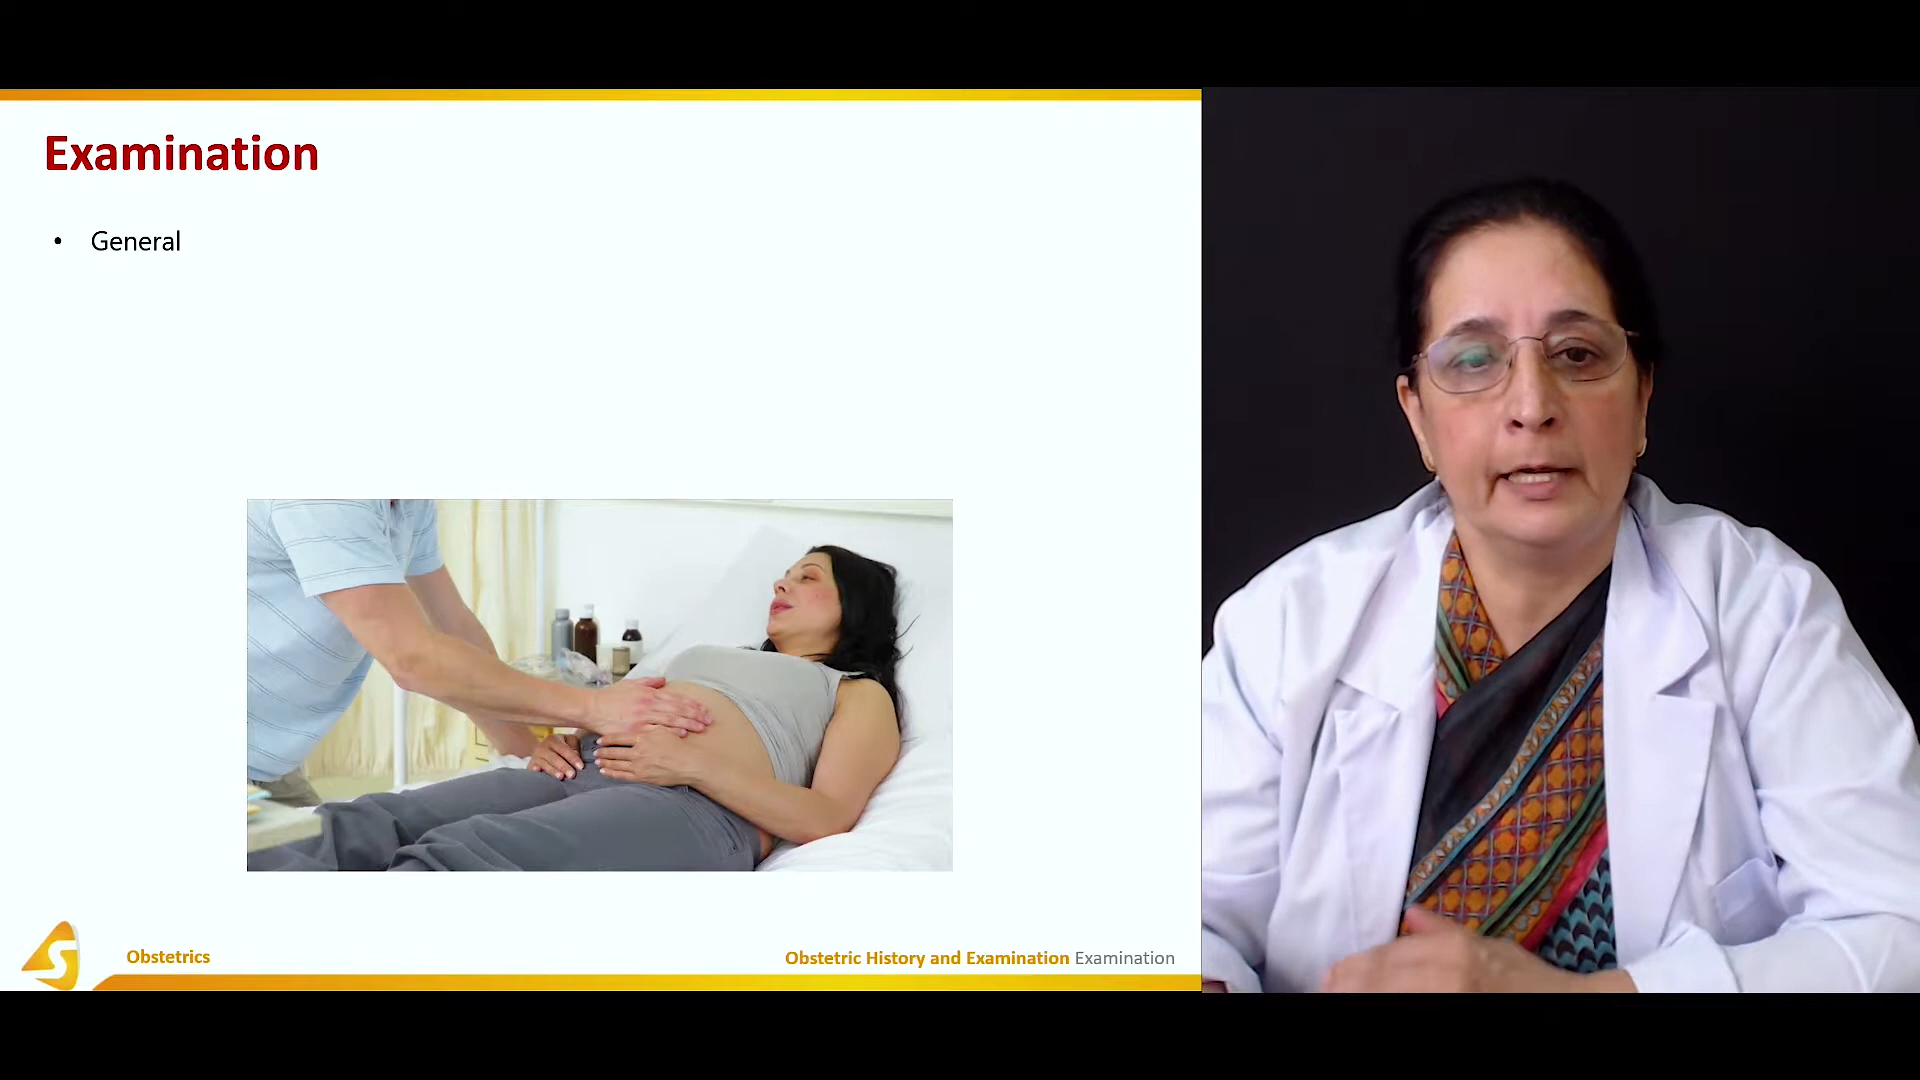 Examination
• General
Obstetrics
Obstetric History and Examination Examination